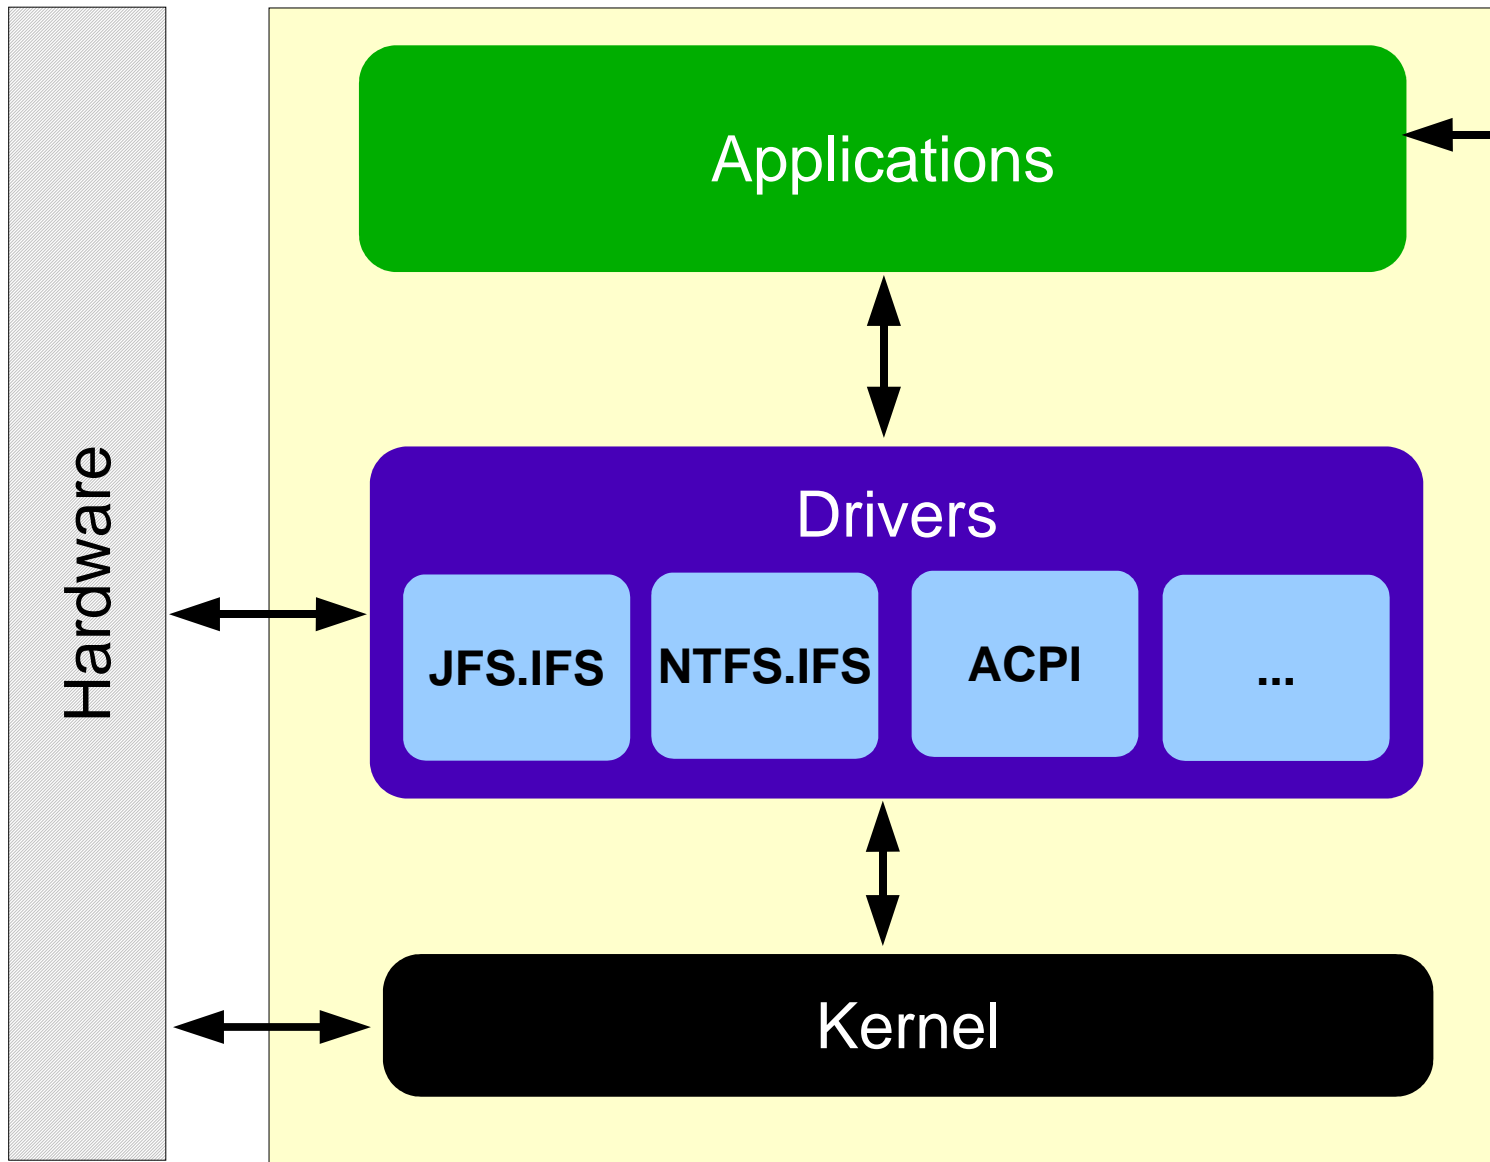 Hardware
Applications
Drivers
JFS.IFS
NTFS.IFS
ACPI
...
Kernel